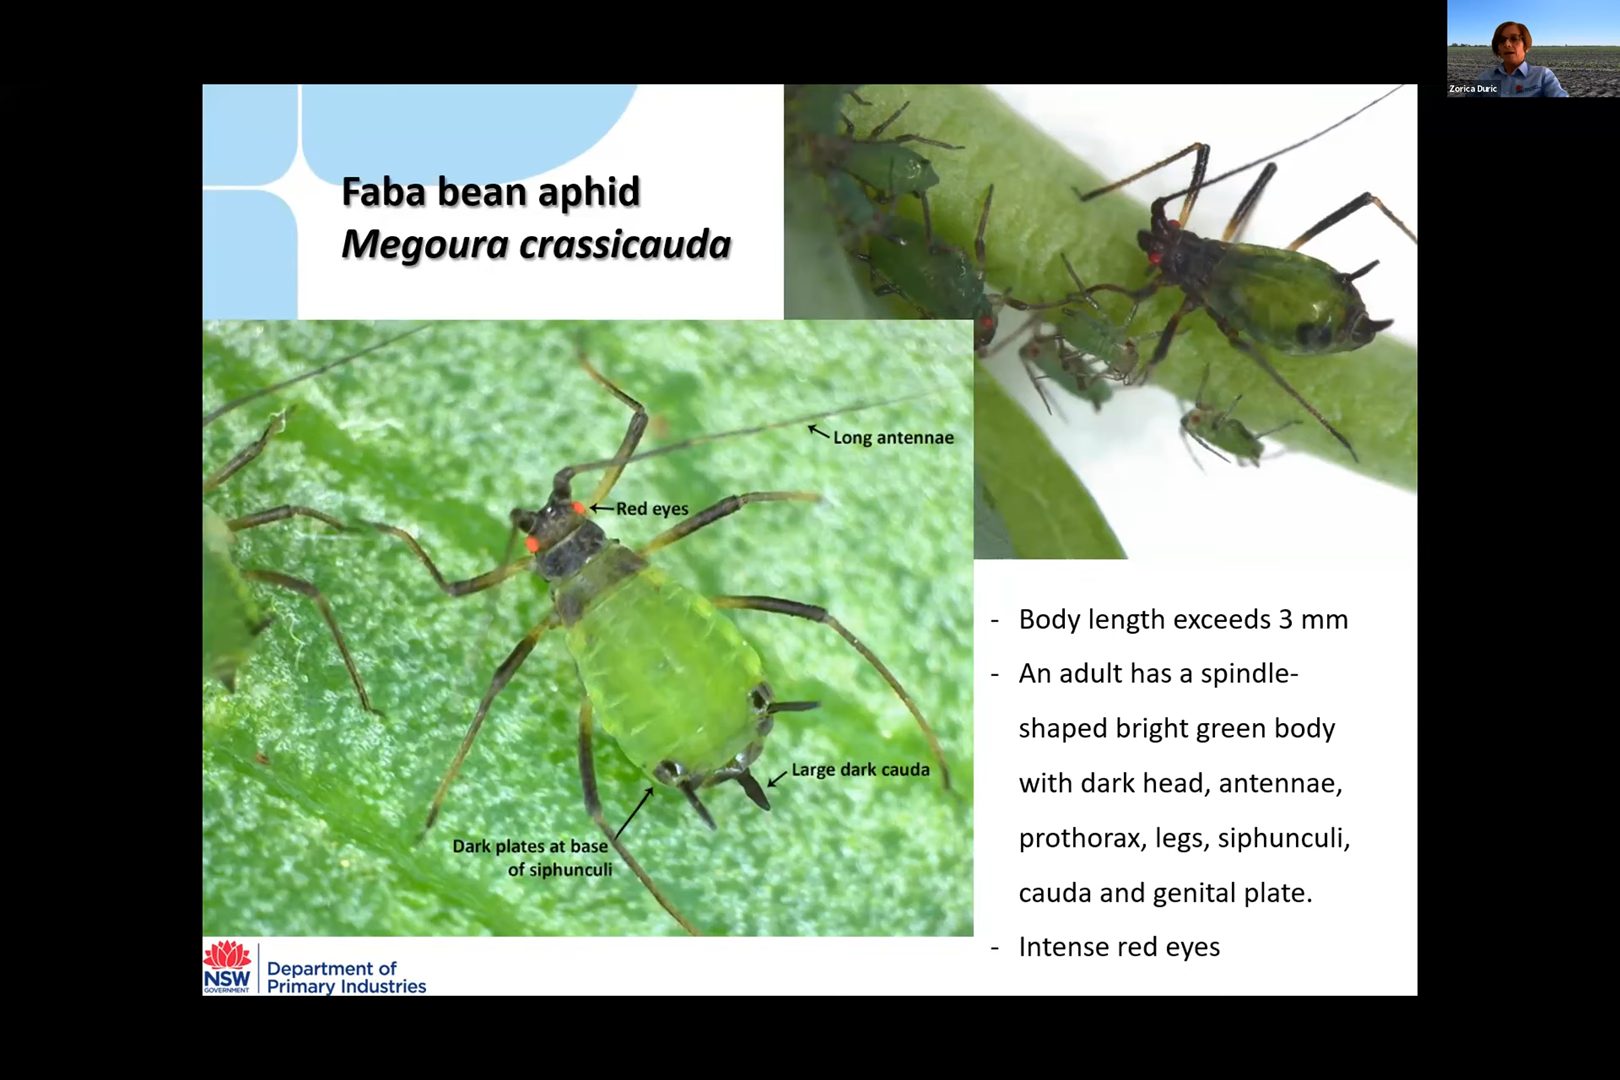 Zorica Duric
Faba bean aphid
Megoura crassicauda
Long antennae
Red eyes
Large dark cauda
Dark plates at base
of siphunculi
- Body length exceeds 3 mm
- An adult has a spindle-
shaped bright green body
with dark head, antennae,
prothorax, legs, siphunculi,
cauda and genital plate.
- Intense red eyes
NSW
GOVERNMENT
Department of
Primary Industries